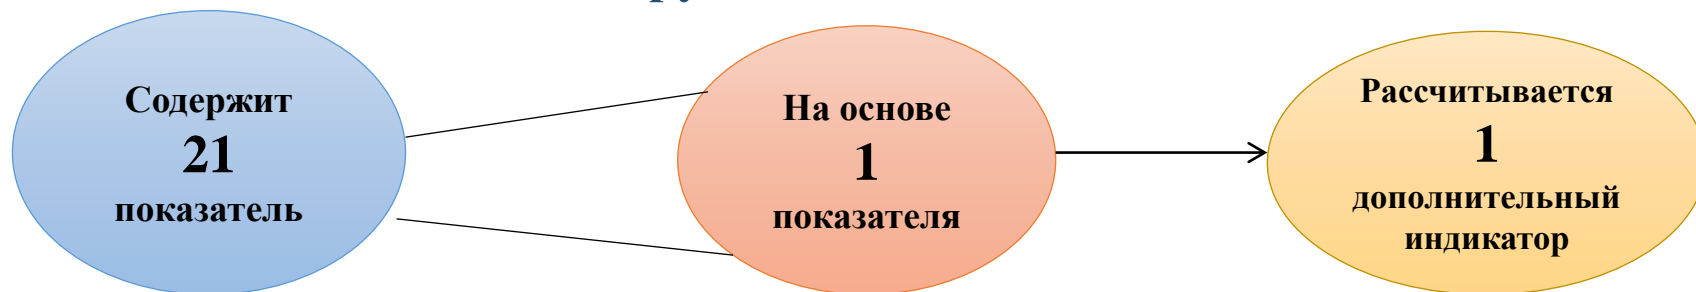 Содержит
21
показатель
На основе
1
показателя
Рассчитывается
1
дополнительный
индикатор